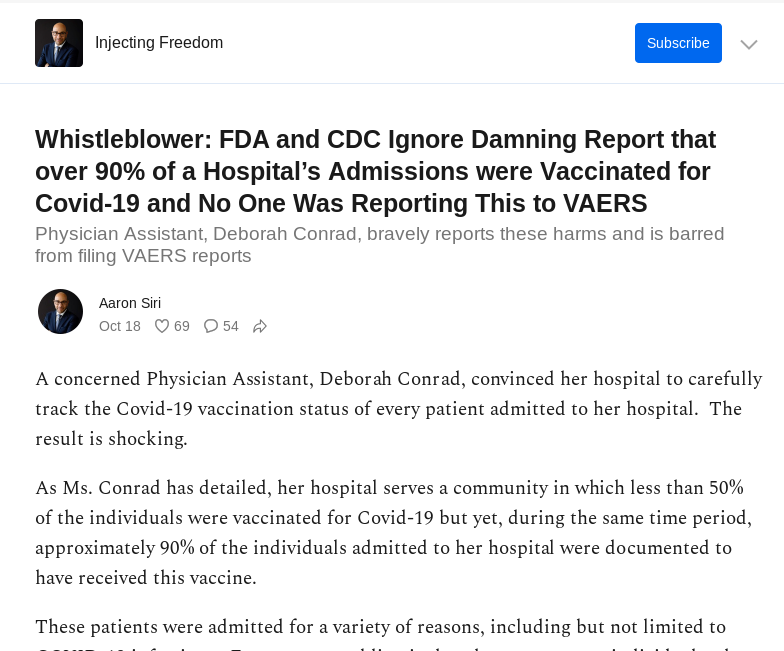 Injecting Freedom
Subscribe
Whistleblower: FDA and CDC Ignore Damning Report that
over 90% of a Hospital’s Admissions were Vaccinated for
Covid-19 and No One Was Reporting This to VAERS
Physician Assistant, Deborah Conrad, bravely reports these harms and is barred
from filing VAERS reports
Aaron Siri
Oct 18 69 54
A concerned Physician Assistant, Deborah Conrad, convinced her hospital to carefully
track the Covid-19 vaccination status of every patient admitted to her hospital.  The
result is shocking.
As Ms. Conrad has detailed, her hospital serves a community in which less than 50%
of the individuals were vaccinated for Covid-19 but yet, during the same time period,
approximately 90% of the individuals admitted to her hospital were documented to
have received this vaccine.
These patients were admitted for a variety of reasons, including but not limited to